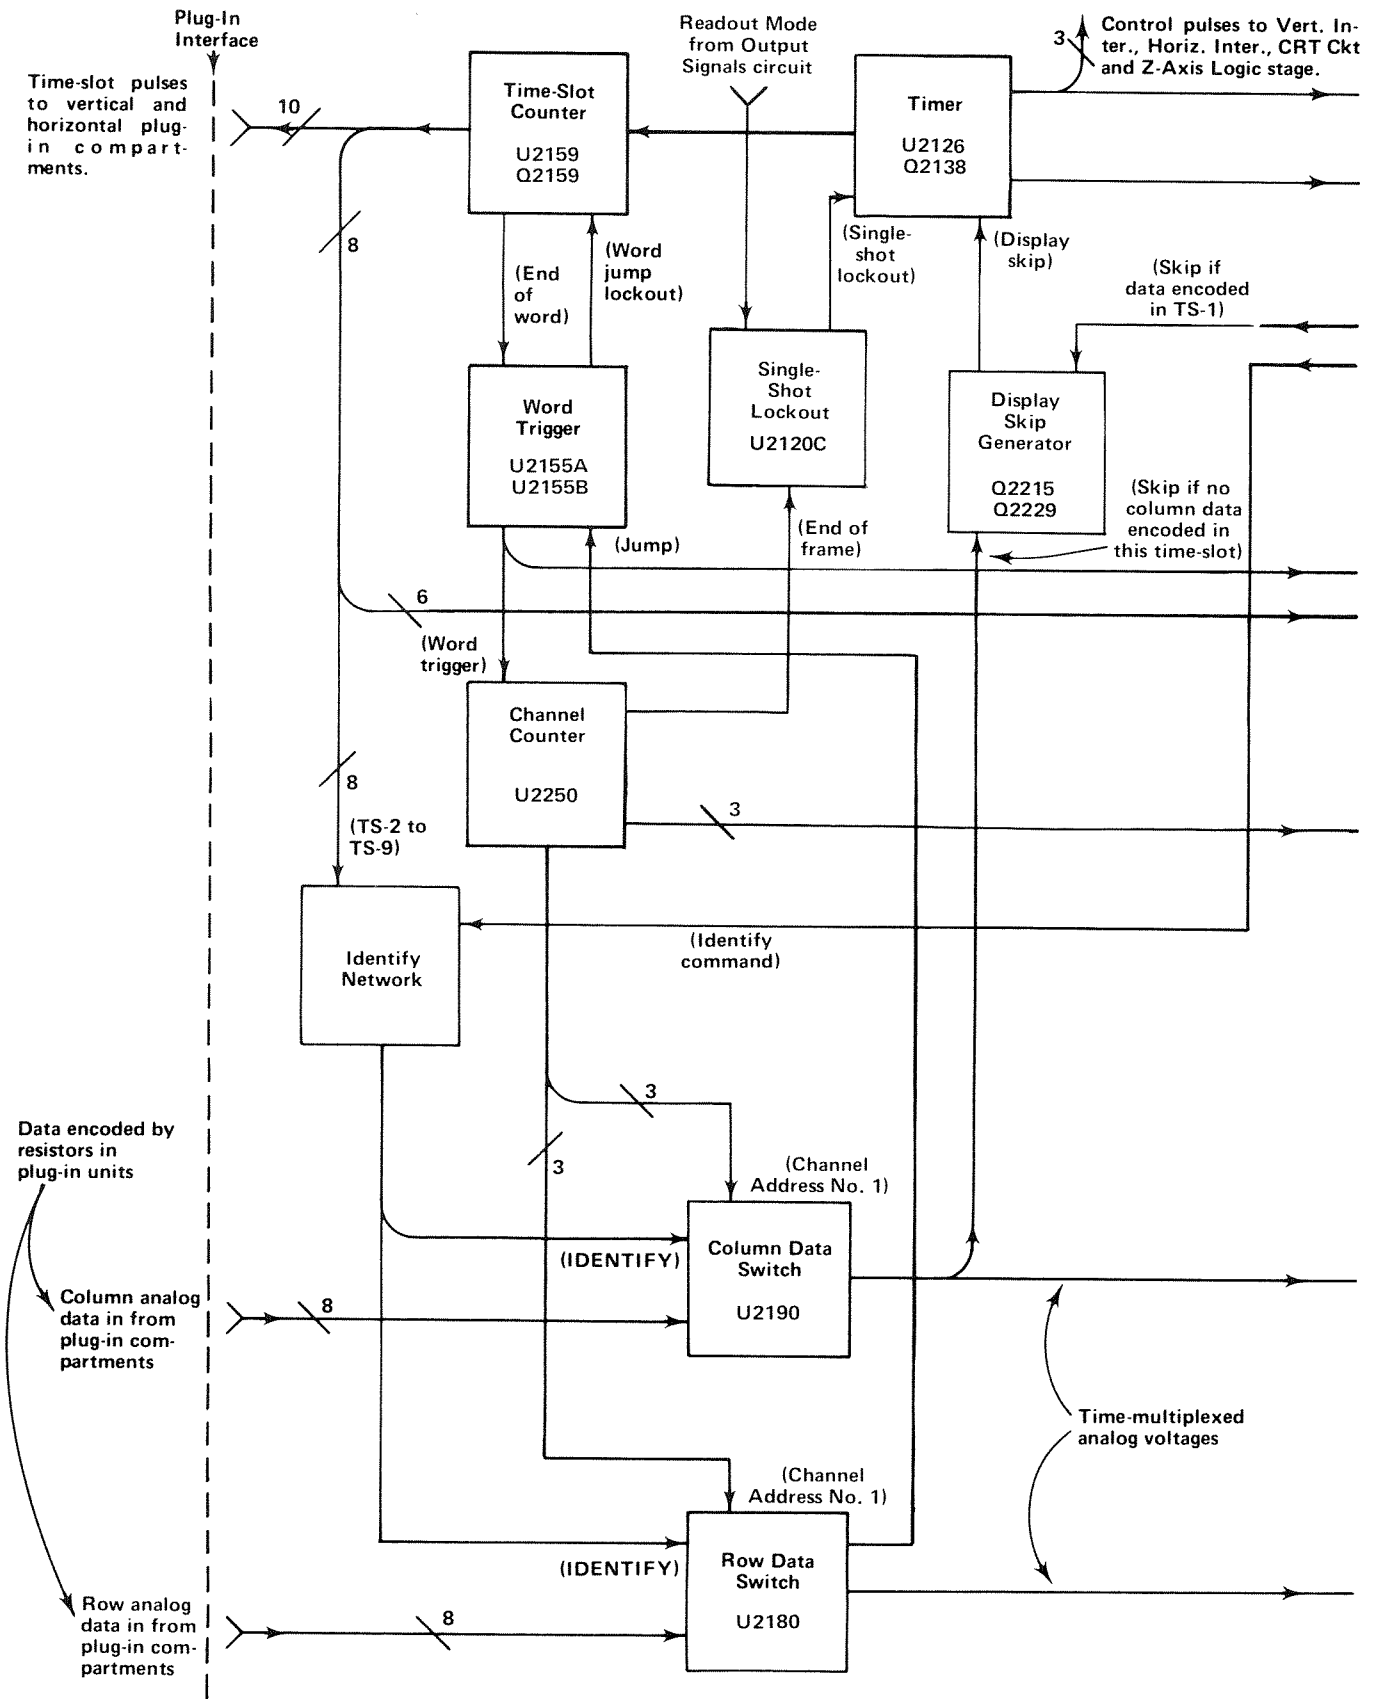 Plug-In
Interface
Time-slot pulses
to vertical and
horizontal plug-
in compart-
ments.
10
8
Time-Slot
Counter
U2159
Q2159
Readout Mode
from Output
Signals circuit
Timer
U2126
Q2138
3
Control pulses to Vert. In-
ter., Horiz. Inter., CRT Ckt
and Z-Axis Logic stage.
(End
of
word)
(Word
jump
lockout)
(Single-
shot
lockout)
(Display
skip)
(Skip if
data encoded
in TS-1)
Word
Trigger
U2155A
U2155B
Single-
Shot
Lockout
U2120C
Display
Skip
Generator
Q2215
Q2229
(Skip if no
column data
encoded in
this time-slot)
(Jump)
(End of
frame)
6
(Word
trigger)
Channel
Counter
U2250
8
3
(TS-2 to
TS-9)
Identify
Network
(Identify
command)
3
3
Data encoded by
resistors in
plug-in units
(Channel
Address No. 1)
(IDENTIFY)
Column Data
Switch
U2190
Column analog
data in from
plug-in com-
partments
8
Time-multiplexed
analog voltages
(Channel
Address No. 1)
(IDENTIFY)
Row Data
Switch
U2180
Row analog
data in from
plug-in com-
partments
8